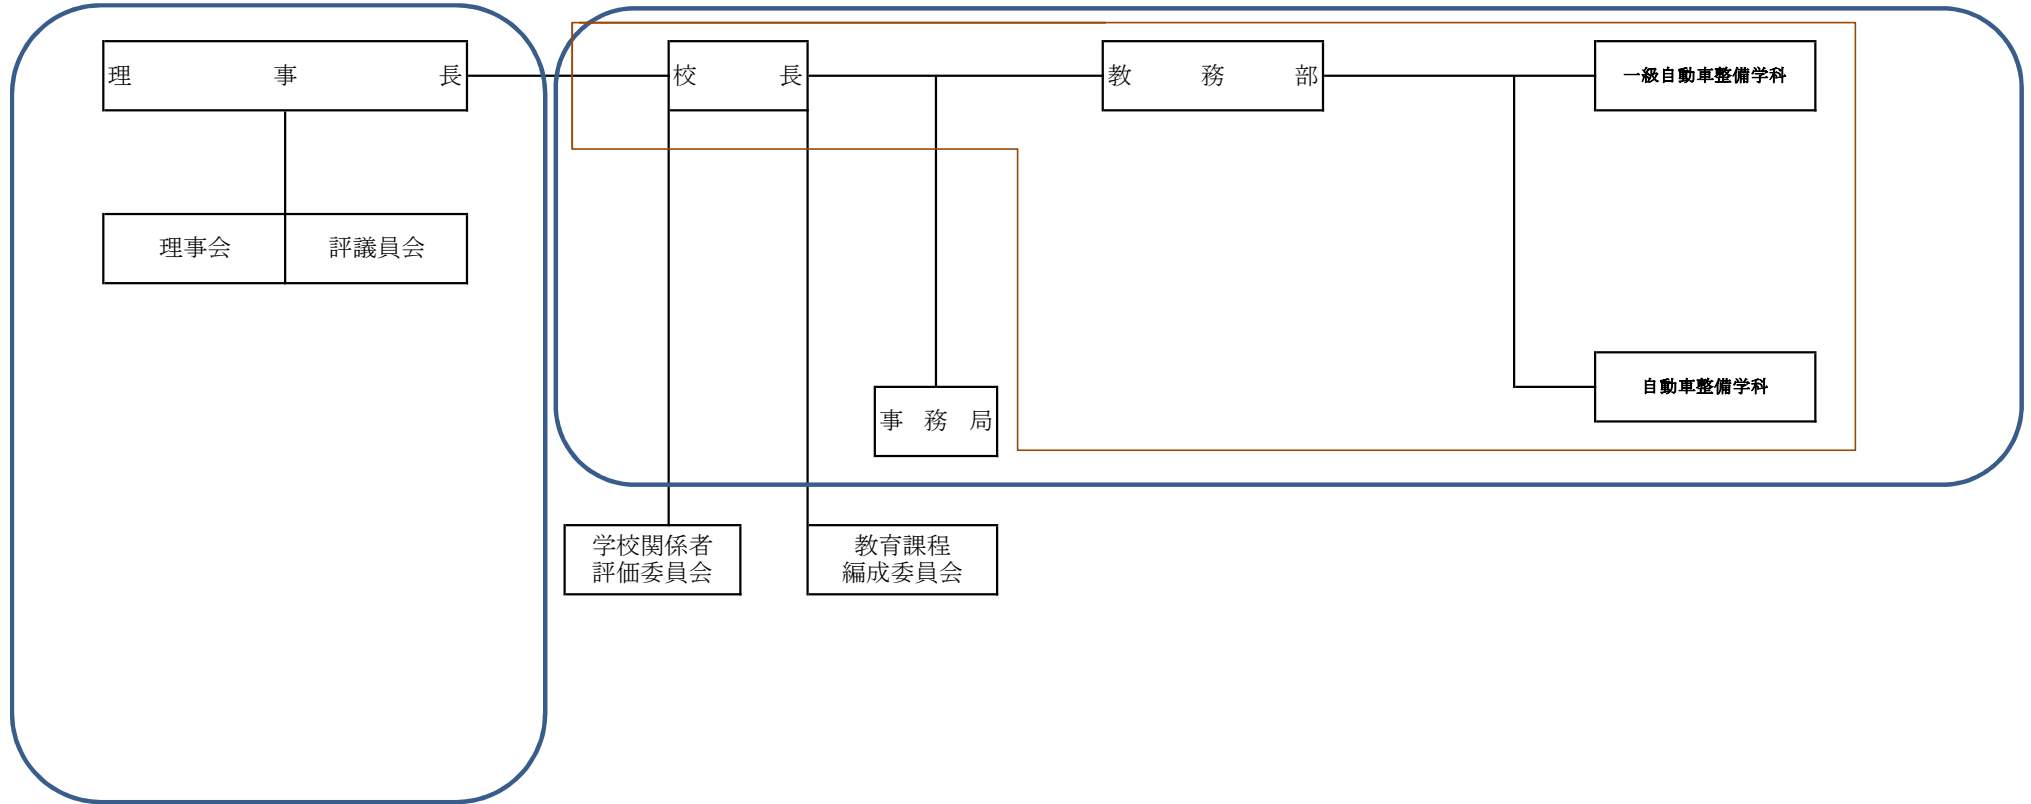 理事長
校長
教務部
一級自動車整備学科
理事会
評議員会
自動車整備学科
事務局
学校関係者
評価委員会
教育課程
編成委員会